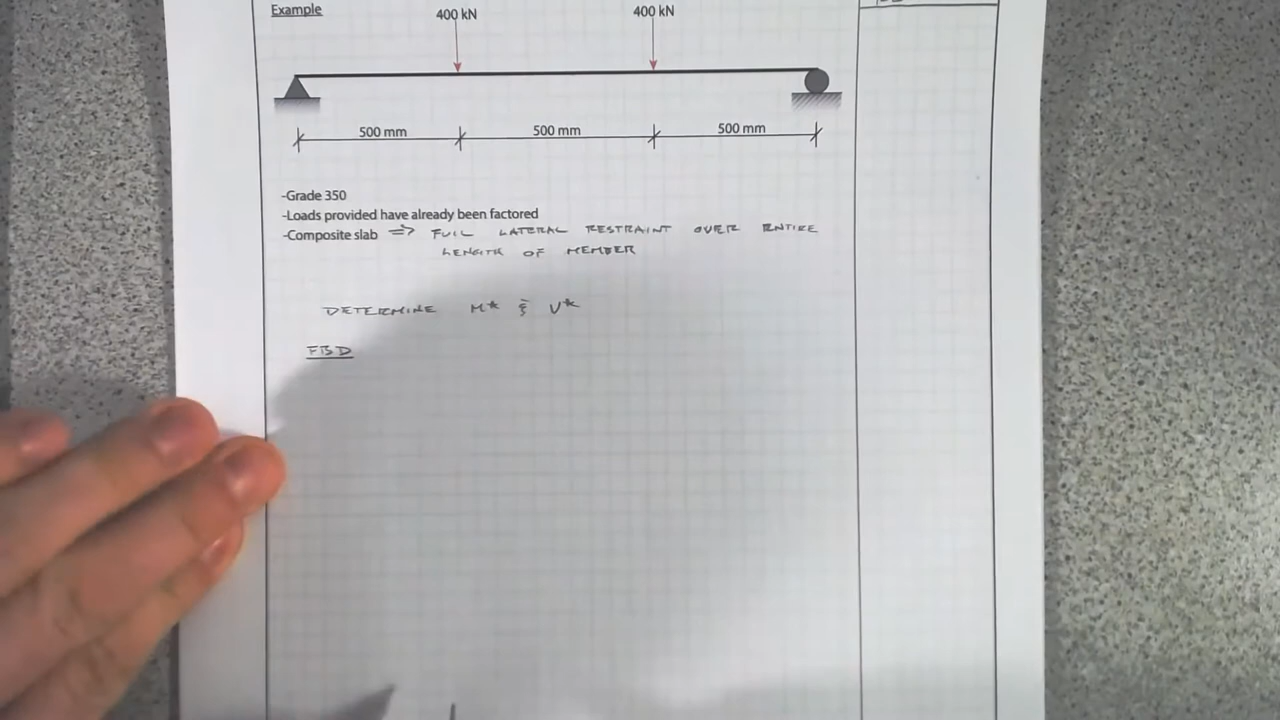 Example
400 kN 400 kN
500 mm 500 mm 500 mm
-Grade 350
-Loads provided have already been factored
-Composite slab ⇒ FULL LATERAL RESTRAINT OVER ENTIRE
LENGTH OF MEMBER
DETERMINE M* & V*
FBD